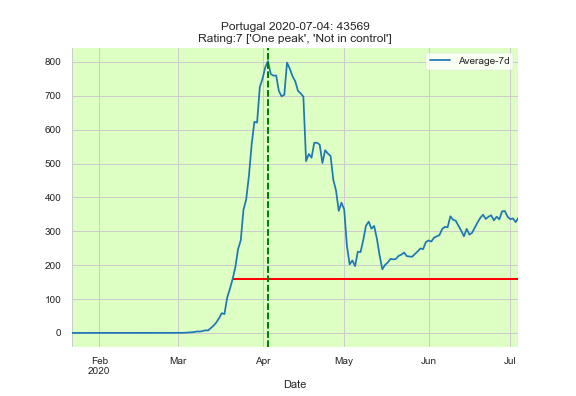 Portugal 2020-07-04: 43569
Rating:7 ['One peak', 'Not in control']
Average-7d
800
700
600
500
400
300
200
100
0
Feb
2020
Mar
Apr
May
Jun
Jul
Date